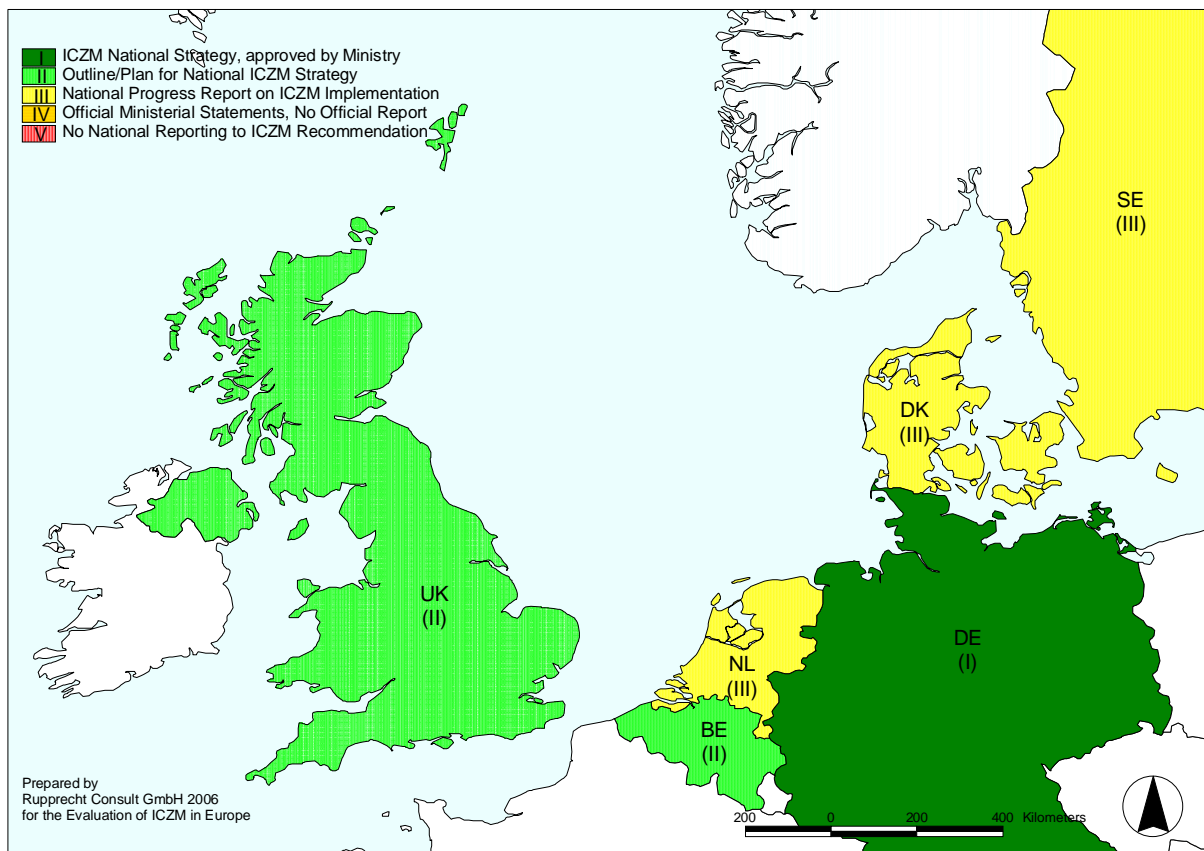 I ICZM National Strategy, approved by Ministry
II Outline/Plan for National ICZM Strategy
III National Progress Report on ICZM Implementation
IV Official Ministerial Statements, No Official Report
V No National Reporting to ICZM Recommendation
SE
(III)
DK
(III)
UK
(II)
DE
(I)
NL
(III)
BE
(II)
Prepared by
Rupprecht Consult GmbH 2006
for the Evaluation of ICZM in Europe
200 0 200 400 Kilometers